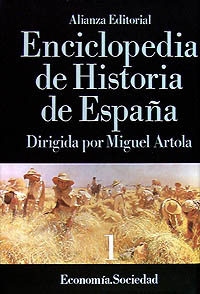 Alianza Editorial
Enciclopedia
de Historia
de España
Dirigida por Miguel Artola
1
Economía.Sociedad